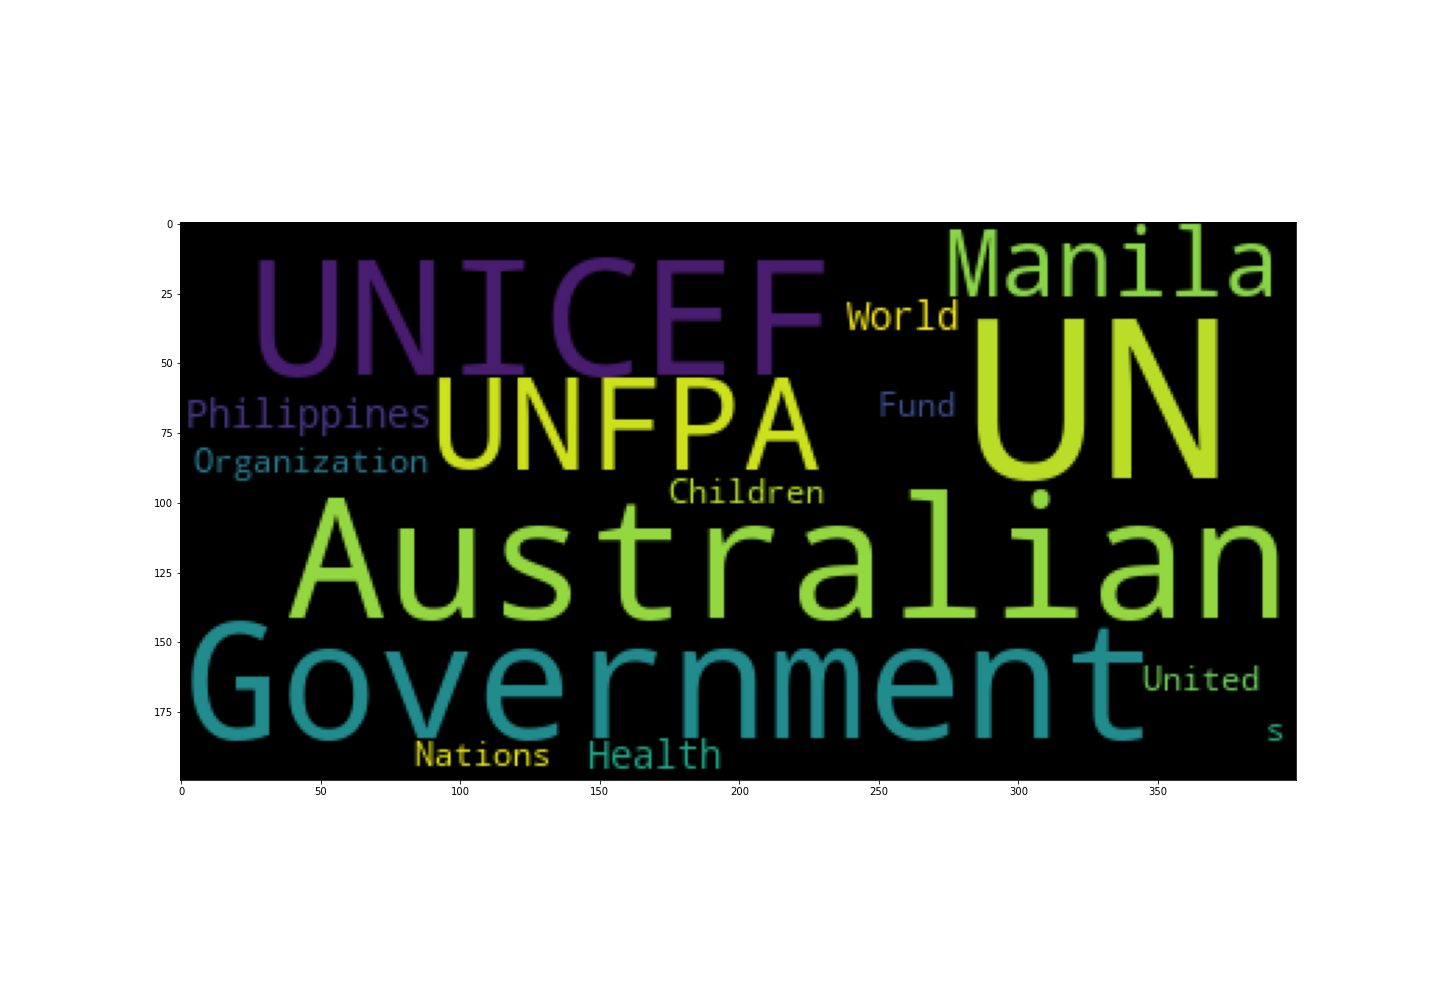 Manila
UNICEF
World
UN
UNFPA
Philippines
Fund
Organization
Children
Australian
Government
United
s
Nations
Health
0
25
50
75
100
125
150
175
0
50
100
150
200
250
300
350